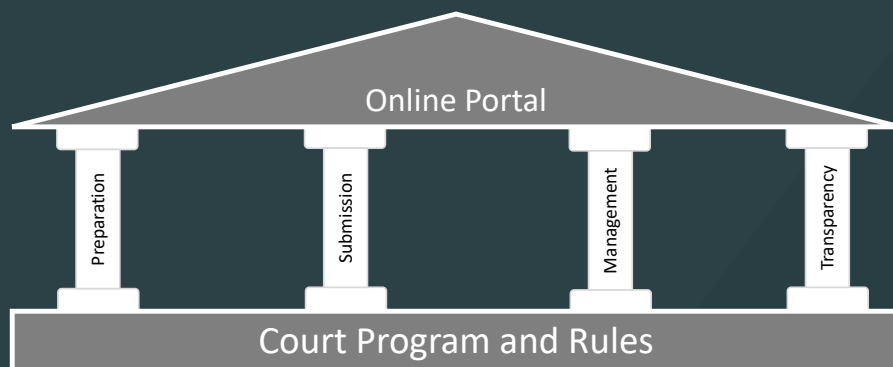 Online Portal
Preparation
Submission
Management
Transparency
Court Program and Rules